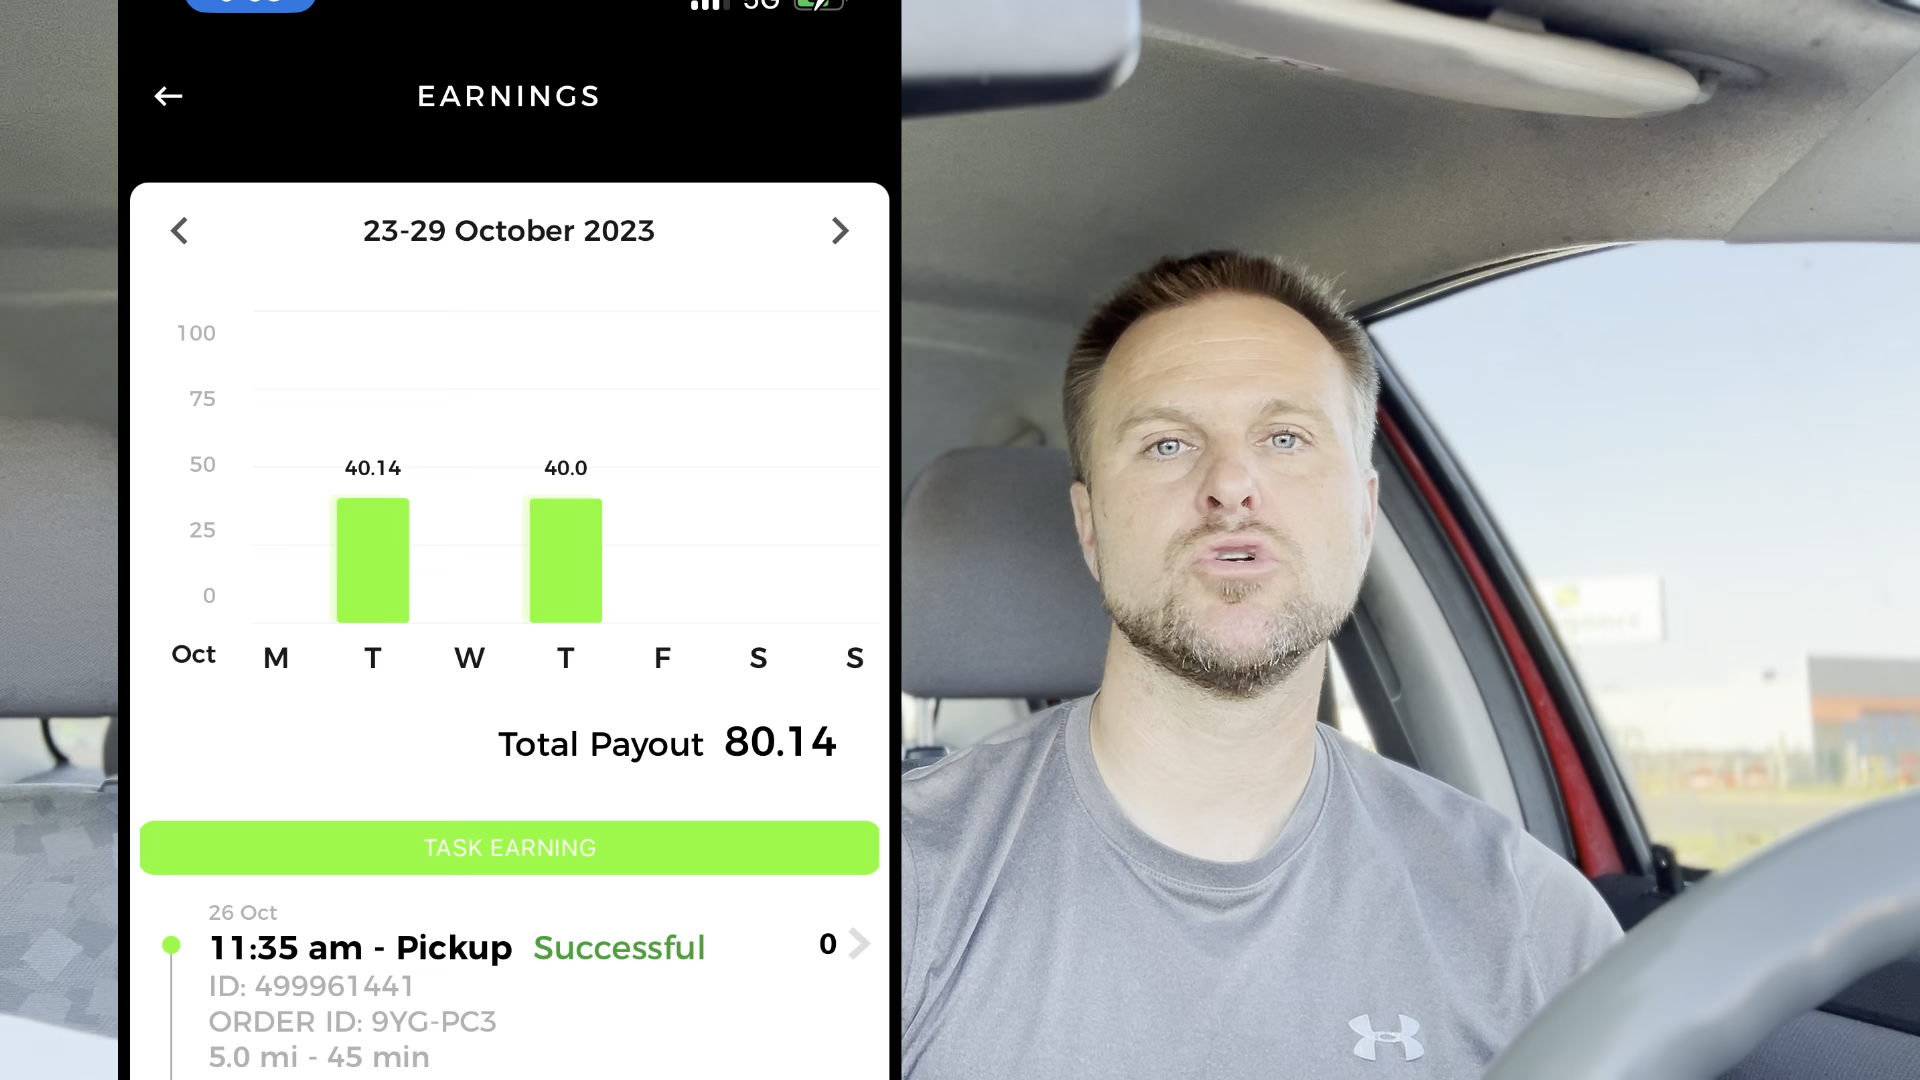 5G
EARNINGS
23-29 October 2023
100
75
50
25
0
40.14
40.0
Oct M T W T F S S
Total Payout 80.14
TASK EARNING
26 Oct
11:35 am - Pickup Successful 0
ID: 499961441
ORDER ID: 9YG-PC3
5.0 mi - 45 min